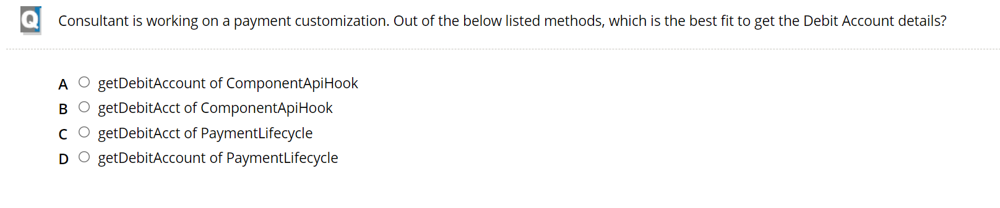 Q Consultant is working on a payment customization. Out of the below listed methods, which is the best fit to get the Debit Account details?
A getDebitAccount of ComponentApiHook
B getDebitAcct of ComponentApiHook
C getDebitAcct of PaymentLifecycle
D getDebitAccount of PaymentLifecycle